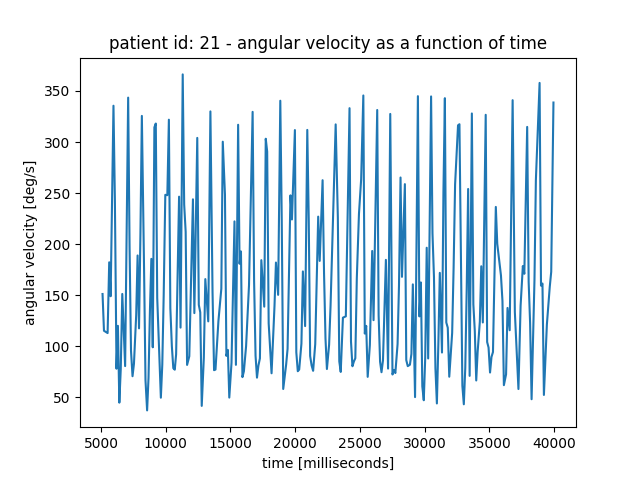 patient id: 21 - angular velocity as a function of time
350
300
250
200
150
100
50
angular velocity [deg/s]
5000 10000 15000 20000 25000 30000 35000 40000
time [milliseconds]